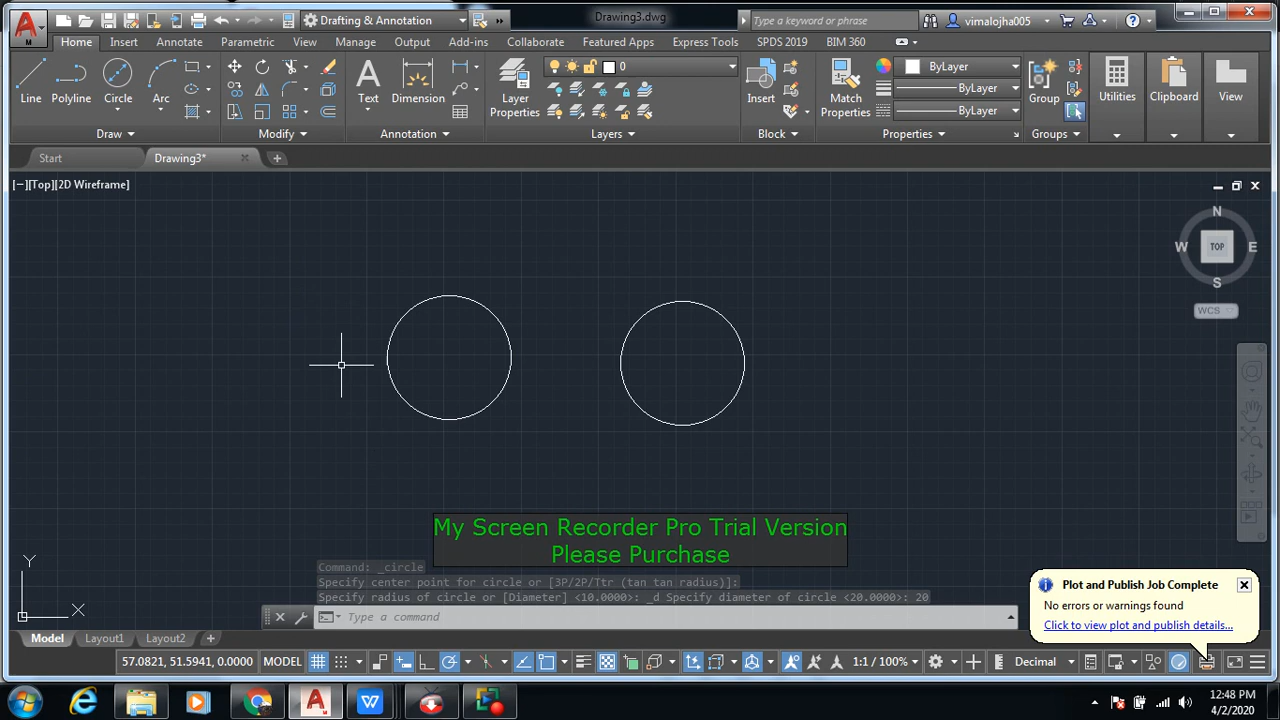 Drafting & Annotation
Drawing3.dwg
Type a keyword or phrase
vimalojha005
Home Insert Annotate Parametric View Manage Output Add-ins Collaborate Featured Apps Express Tools SPDS 2019 BIM 360
M
Line Polyline Circle Arc
Text Dimension
Layer Properties
0
Insert
Match Properties
ByLayer
ByLayer
ByLayer
Group
Utilities
Clipboard
View
Draw Modify Annotation Layers Block Properties Groups
Start Drawing3*
[−][Top][2D Wireframe]
N
W TOP E
S
WCS
My Screen Recorder Pro Trial Version
Please Purchase
Command: _circle
Specify center point for circle or [3P/2P/Ttr (tan tan radius)]:
Specify radius of circle or [Diameter] <10.0000>: _d Specify diameter of circle <20.0000>: 20
Type a command
Y
X
Plot and Publish Job Complete
No errors or warnings found
Click to view plot and publish details...
Model Layout1 Layout2
57.0821, 51.5941, 0.0000 MODEL 1:1 / 100% Decimal
12:48 PM
4/2/2020